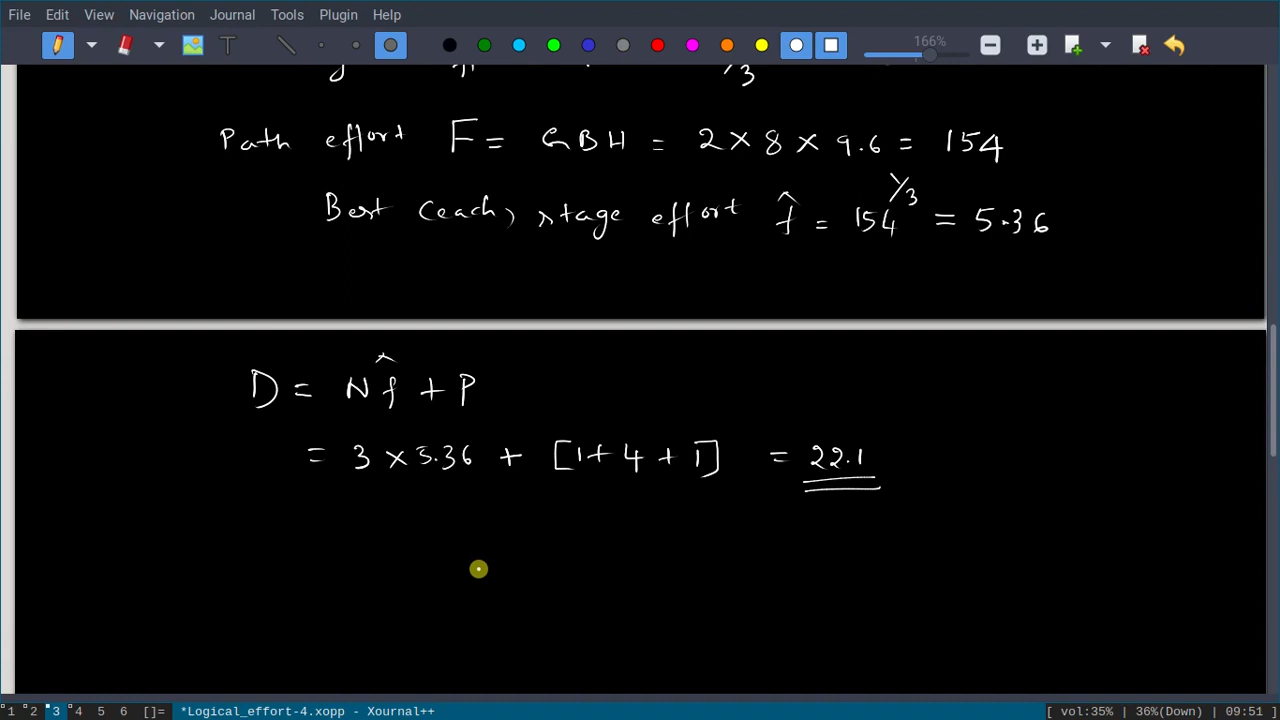 File Edit View Navigation Journal Tools Plugin Help
166%
1/3
Path effort F = GBH = 2 × 8 × 9.6 = 154
Best (each) stage effort f̂ = 154^1/3 = 5.36
D = N f̂ + P
= 3 × 5.36 + [1 + 4 + 1] = 22.1
1 2 3 4 5 6 []= *Logical_effort-4.xopp - Xournal++ [ vol:35% | 36%(Down) | 09:51 ]